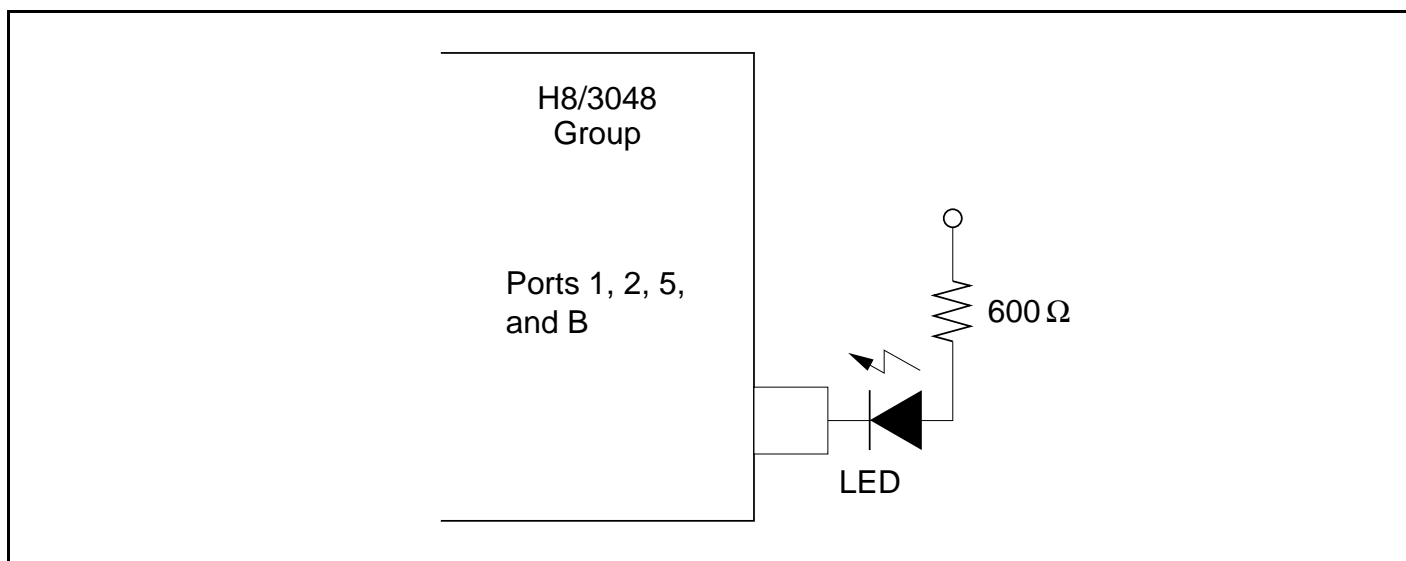 H8/3048
Group
Ports 1, 2, 5,
and B
600 Ω
LED